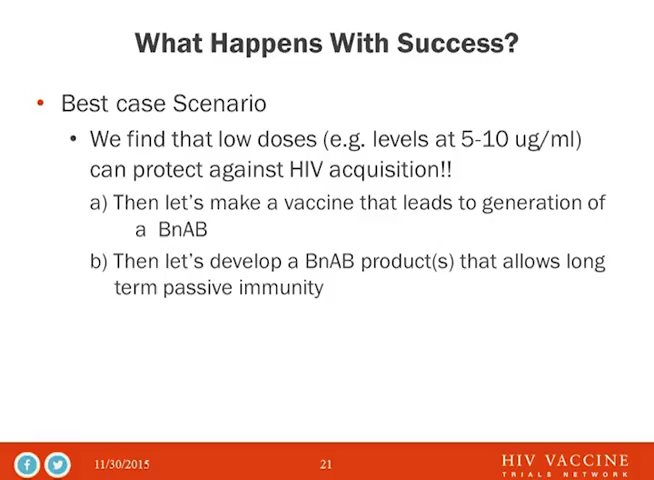 What Happens With Success?
• Best case Scenario
• We find that low doses (e.g. levels at 5-10 ug/ml)
can protect against HIV acquisition!!
a) Then let's make a vaccine that leads to generation of
a BnAB
b) Then let's develop a BnAB product(s) that allows long
term passive immunity
11/30/2015
21
HIV VACCINE
TRIALS NETWORK